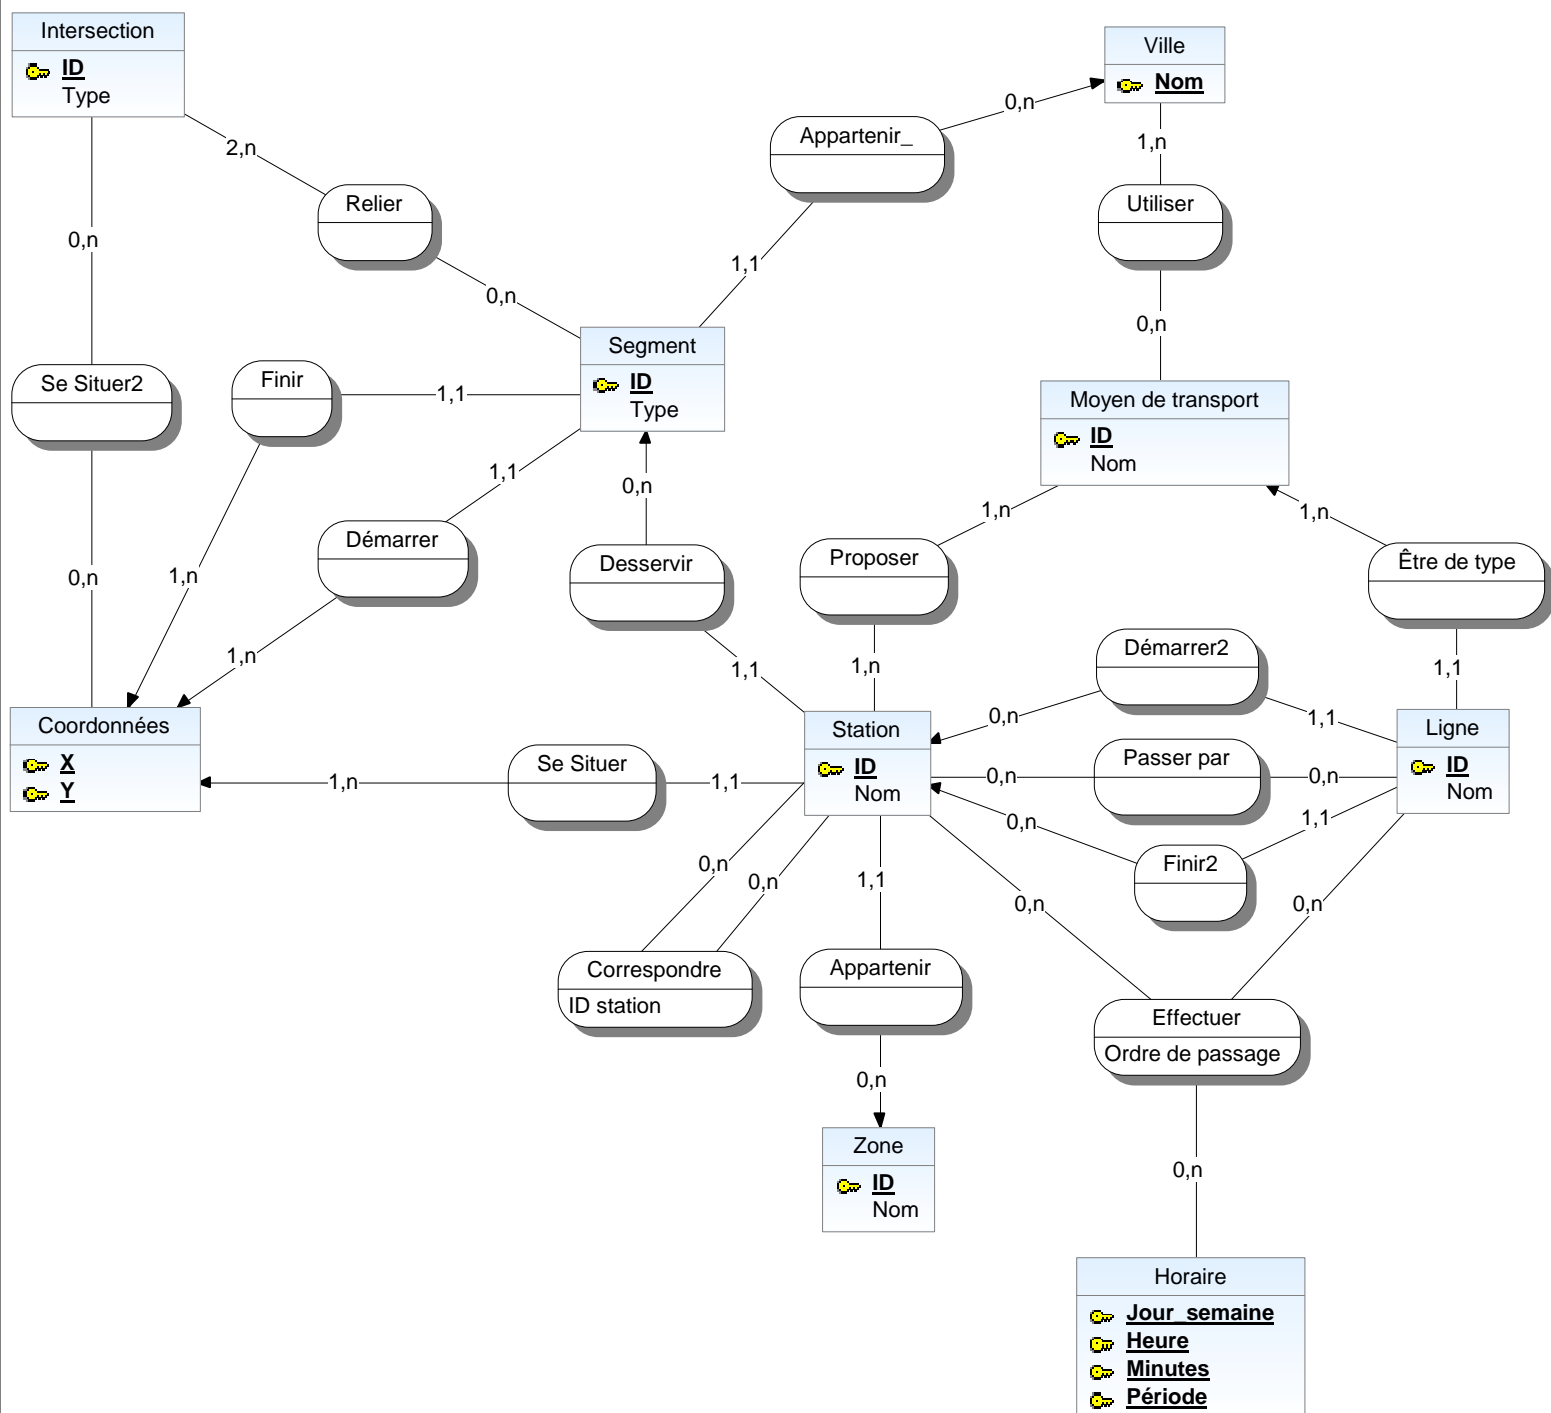 Intersection
ID
Type
Ville
Nom
0,n
Appartenir_
2,n
1,n
Relier
Utiliser
0,n
1,1
0,n
0,n
Segment
ID
Type
Se Situer2
Finir
1,1
Moyen de transport
ID
Nom
1,1
0,n
1,n
1,n
Démarrer
Desservir
Proposer
Être de type
0,n
1,n
1,n
1,1
1,n
1,1
Démarrer2
0,n
1,1
Coordonnées
X
Y
Station
ID
Nom
Ligne
ID
Nom
Se Situer
1,n
1,1
Passer par
0,n
0,n
0,n
1,1
Finir2
0,n
0,n
1,1
0,n
0,n
Correspondre
ID station
Appartenir
Effectuer
Ordre de passage
0,n
Zone
ID
Nom
0,n
Horaire
Jour_semaine
Heure
Minutes
Période